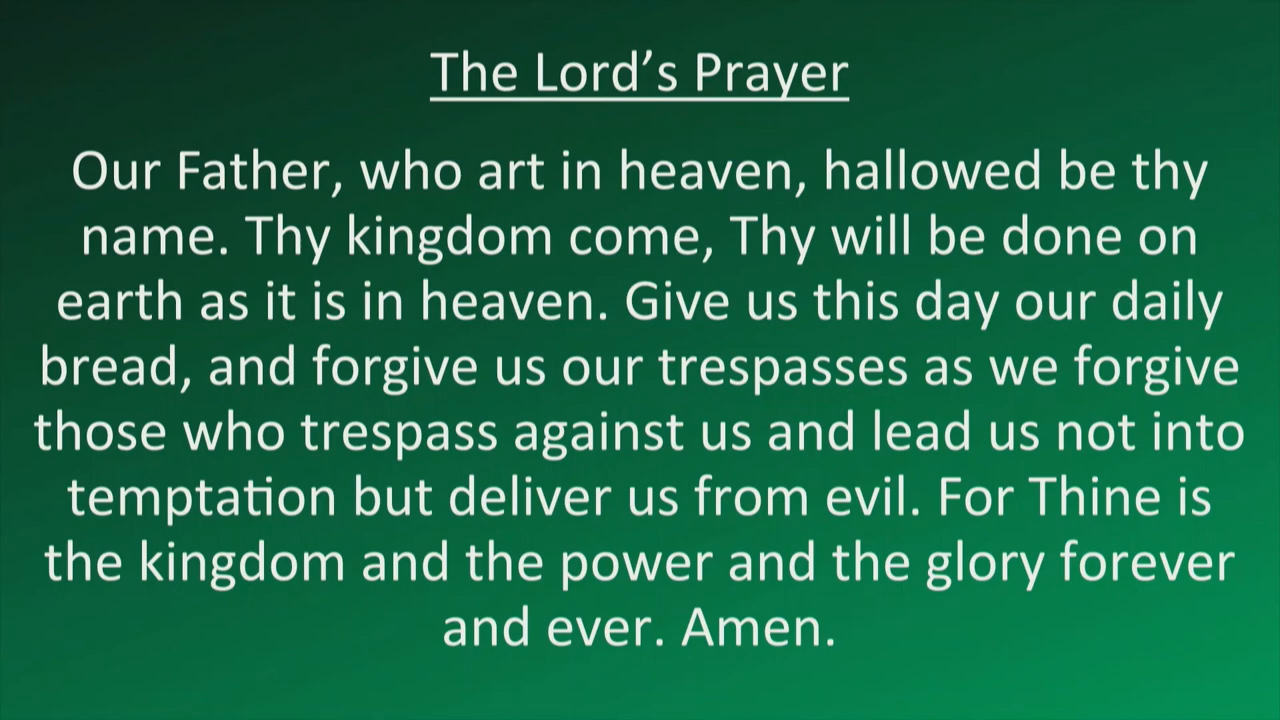 The Lord’s Prayer
Our Father, who art in heaven, hallowed be thy
name. Thy kingdom come, Thy will be done on
earth as it is in heaven. Give us this day our daily
bread, and forgive us our trespasses as we forgive
those who trespass against us and lead us not into
temptation but deliver us from evil. For Thine is
the kingdom and the power and the glory forever
and ever. Amen.